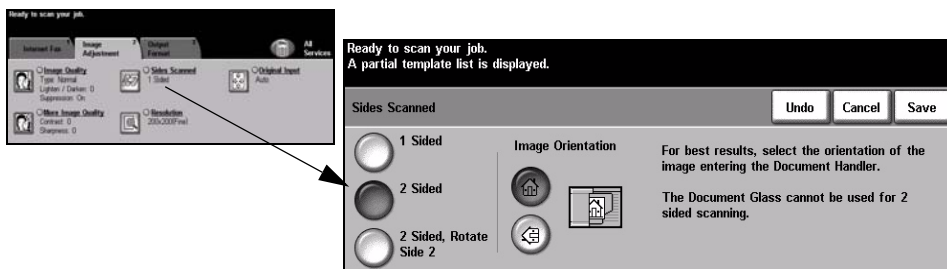 Ready to scan your job.
Internet Fax
Image Adjustment
2
Output Format
3
All Services
Image Quality
Type: Normal
Lighten / Darken: 0
Suppression: On
Sides Scanned
1 Sided
Original Input
Auto
More Image Quality
Contrast: 0
Sharpness: 0
Resolution
200x200(Fine)
Ready to scan your job.
A partial template list is displayed.
Sides Scanned
Undo
Cancel
Save
1 Sided
2 Sided
2 Sided, Rotate
Side 2
Image Orientation
For best results, select the orientation of the
image entering the Document Handler.
The Document Glass cannot be used for 2
sided scanning.